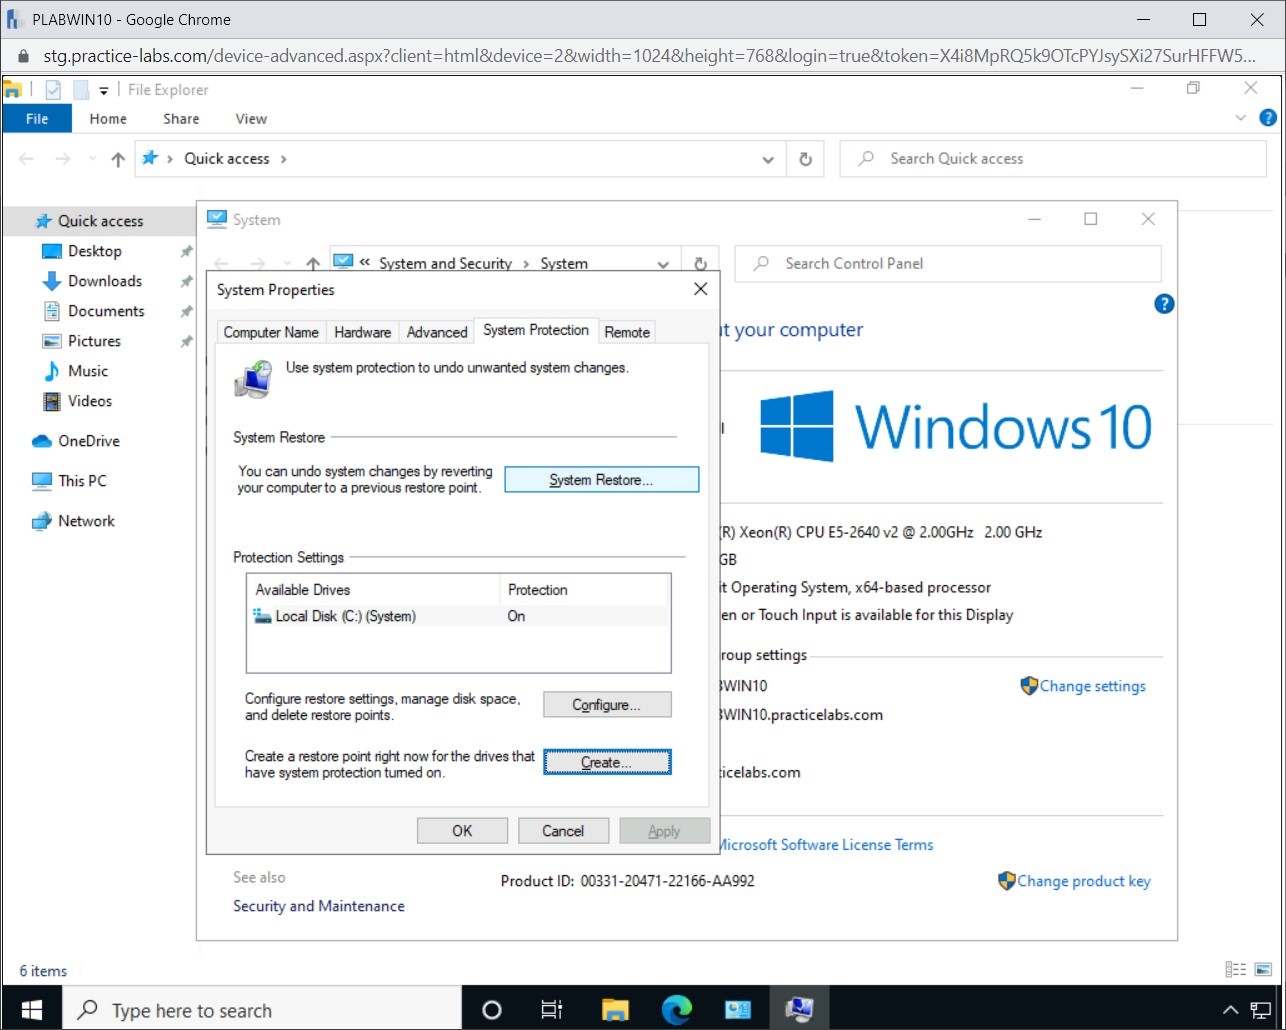 PLABWIN10 - Google Chrome
stg.practice-labs.com/device-advanced.aspx?client=html&device=2&width=1024&height=768&login=true&token=X4i8MpRQ5k9OTcPYJsySXi27SurHFFW5...
File Explorer
File Home Share View
Quick access
Search Quick access
Quick access
Desktop
Downloads
Documents
Pictures
Music
Videos
OneDrive
This PC
Network
System
« System and Security › System
Search Control Panel
System Properties
Computer Name Hardware Advanced System Protection Remote
Use system protection to undo unwanted system changes.
System Restore
You can undo system changes by reverting
your computer to a previous restore point.
System Restore...
Protection Settings
Available Drives Protection
Local Disk (C:) (System) On
Configure restore settings, manage disk space,
and delete restore points.
Configure...
Create a restore point right now for the drives that
have system protection turned on.
Create...
OK Cancel Apply
t your computer
Windows 10
(R) Xeon(R) CPU E5-2640 v2 @ 2.00GHz 2.00 GHz
GB
it Operating System, x64-based processor
en or Touch Input is available for this Display
roup settings
BWIN10
Change settings
BWIN10.practicelabs.com
ticelabs.com
Microsoft Software License Terms
See also
Product ID: 00331-20471-22166-AA992
Change product key
Security and Maintenance
6 items
Type here to search